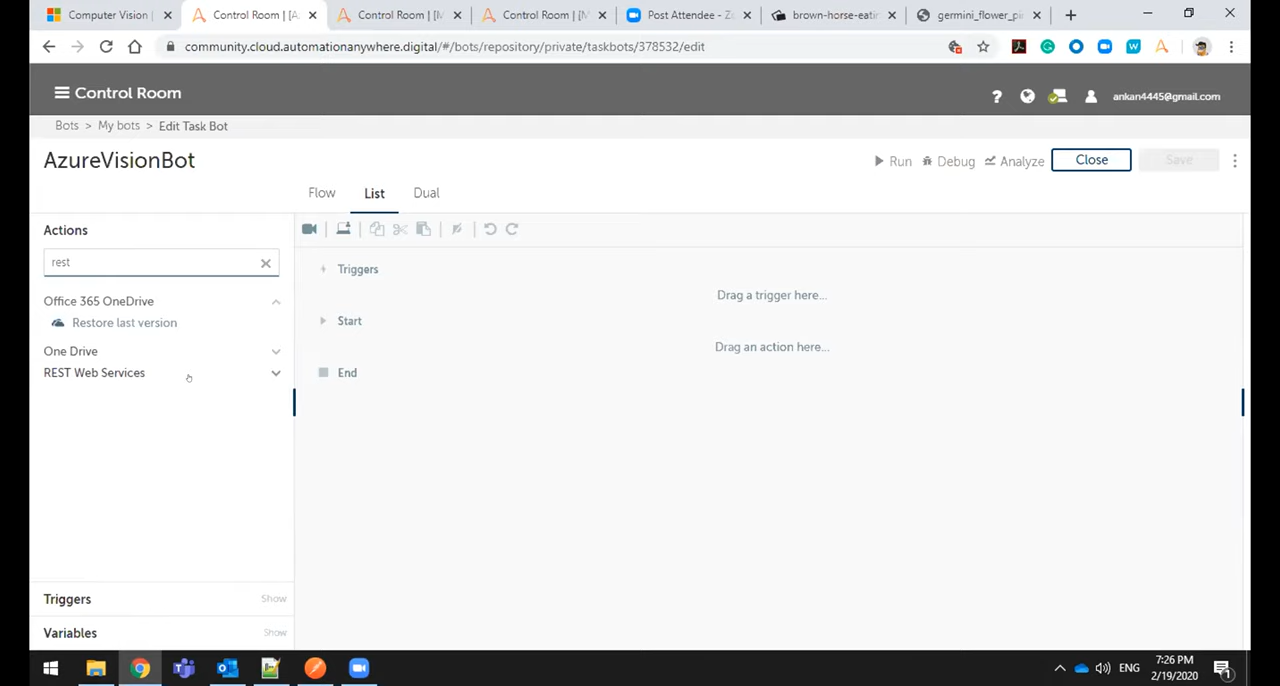 Computer Vision |
Control Room | [A
Control Room | [M
Control Room | [M
Post Attendee - Z
brown-horse-eatin
germini_flower_pi
community.cloud.automationanywhere.digital/#/bots/repository/private/taskbots/378532/edit
Control Room
? ankan4445@gmail.com
Bots > My bots > Edit Task Bot
AzureVisionBot
Run Debug Analyze Close Save
Flow List Dual
Actions
rest
Triggers
Drag a trigger here...
Office 365 OneDrive
Restore last version
Start
Drag an action here...
One Drive
REST Web Services
End
Triggers Show
Variables Show
ENG
7:26 PM
2/19/2020
1